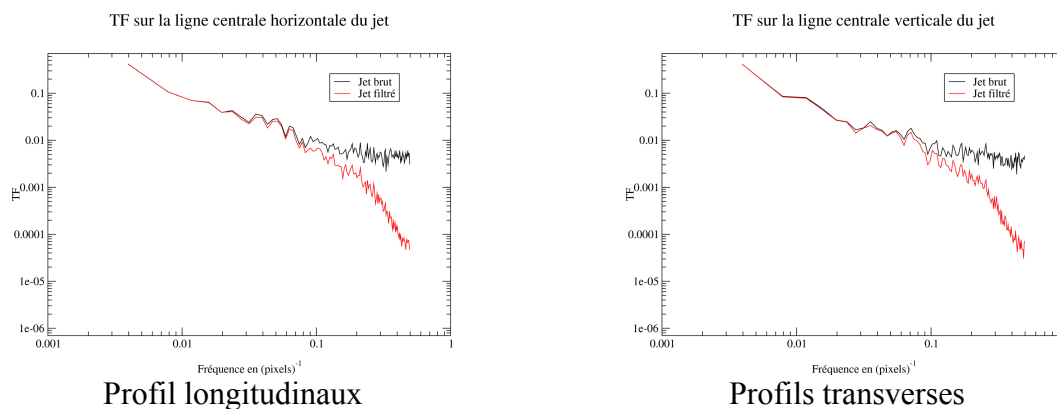 TF sur la ligne centrale horizontale du jet
Jet brut
Jet filtré
TF
0.1
0.01
0.001
0.0001
1e-05
1e-06
0.001
0.01
0.1
1
Fréquence en (pixels)-1
Profil longitudinaux
TF sur la ligne centrale verticale du jet
Jet brut
Jet filtré
TF
0.1
0.01
0.001
0.0001
1e-05
1e-06
0.001
0.01
0.1
Fréquence en (pixels)-1
Profils transverses